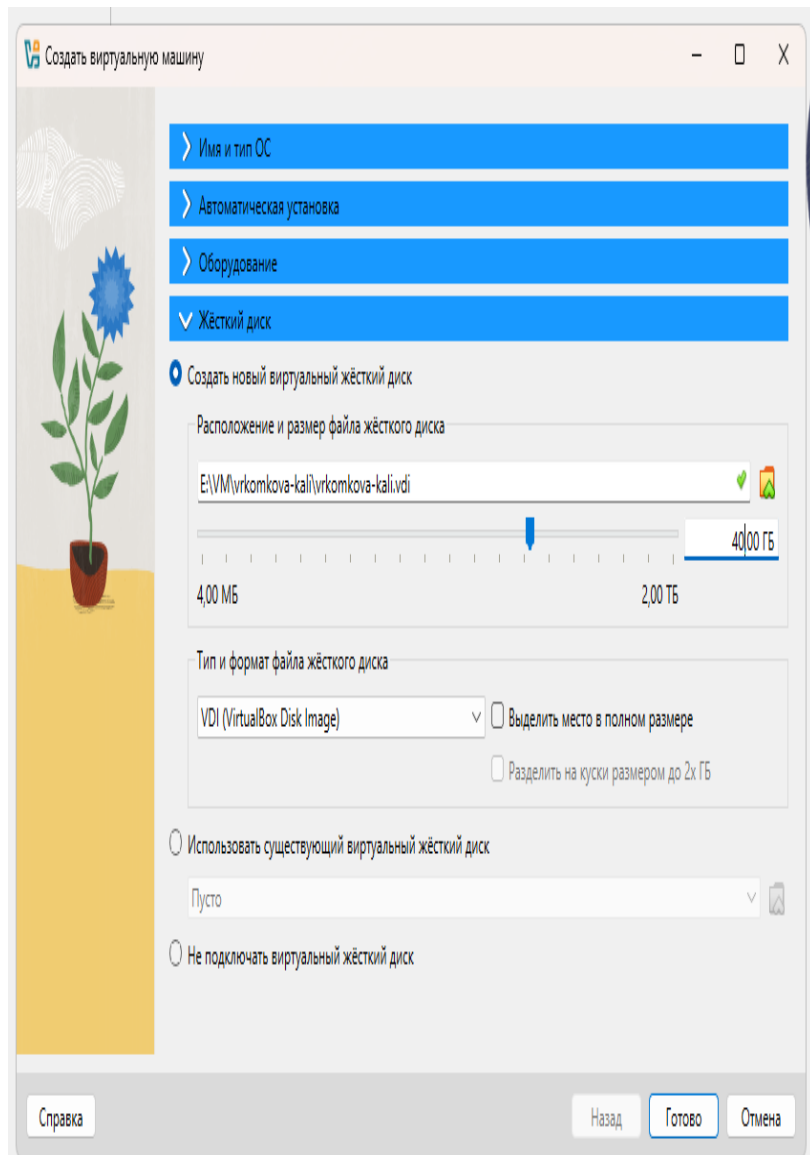 Создать виртуальную машину
Имя и тип ОС
Автоматическая установка
Оборудование
Жёсткий диск
Создать новый виртуальный жёсткий диск
Расположение и размер файла жёсткого диска
E:\VM\vrkomkova-kali\vrkomkova-kali.vdi
40,00 ГБ
4,00 МБ 2,00 ТБ
Тип и формат файла жёсткого диска
VDI (VirtualBox Disk Image) Выделить место в полном размере
Разделить на куски размером до 2х ГБ
Использовать существующий виртуальный жёсткий диск
Пусто
Не подключать виртуальный жёсткий диск
Справка Назад Готово Отмена